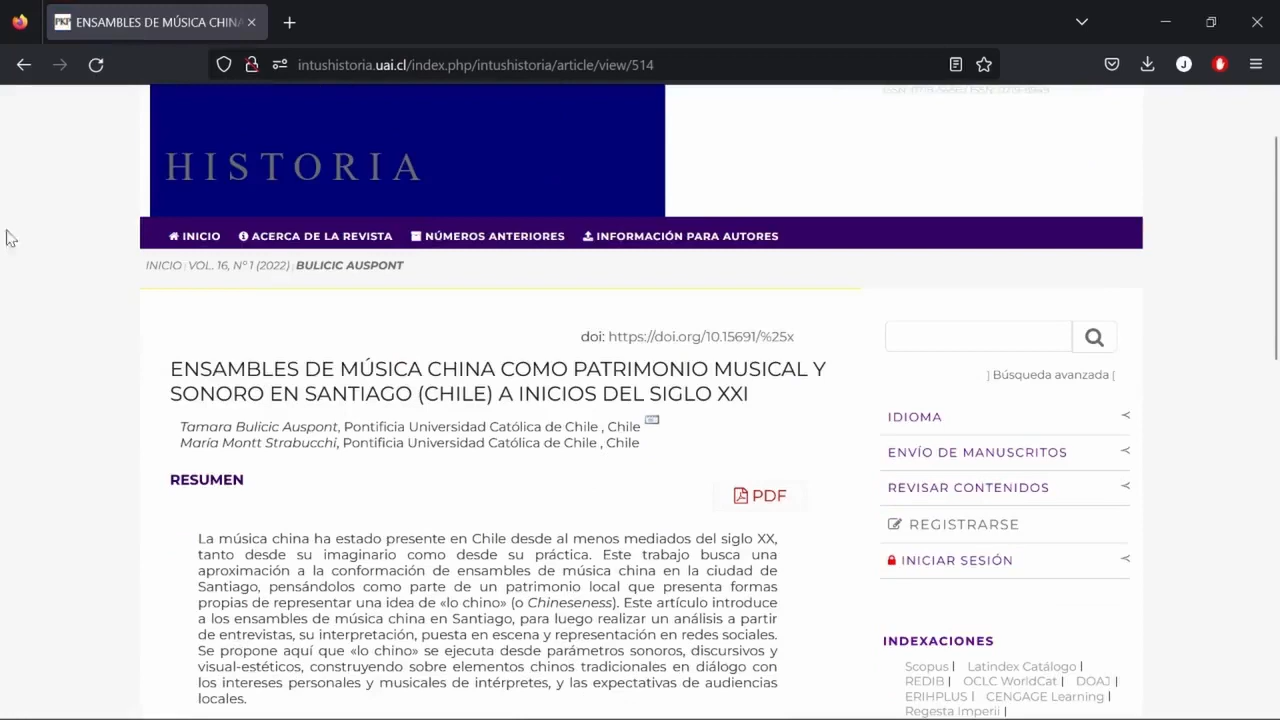 ENSAMBLES DE MÚSICA CHINA
intushistoria.uai.cl/index.php/intushistoria/article/view/514
HISTORIA
INICIO ACERCA DE LA REVISTA NÚMEROS ANTERIORES INFORMACIÓN PARA AUTORES
INICIO | VOL. 16, Nº 1 (2022) | BULICIC AUSPONT
doi: https://doi.org/10.15691/%25x
ENSAMBLES DE MÚSICA CHINA COMO PATRIMONIO MUSICAL Y
SONORO EN SANTIAGO (CHILE) A INICIOS DEL SIGLO XXI
Tamara Bulicic Auspont, Pontificia Universidad Católica de Chile , Chile
María Montt Strabucchi, Pontificia Universidad Católica de Chile , Chile
RESUMEN
PDF
La música china ha estado presente en Chile desde al menos mediados del siglo XX,
tanto desde su imaginario como desde su práctica. Este trabajo busca una
aproximación a la conformación de ensambles de música china en la ciudad de
Santiago, pensándolos como parte de un patrimonio local que presenta formas
propias de representar una idea de «lo chino» (o Chineseness). Este artículo introduce
a los ensambles de música china en Santiago, para luego realizar un análisis a partir
de entrevistas, su interpretación, puesta en escena y representación en redes sociales.
Se propone aquí que «lo chino» se ejecuta desde parámetros sonoros, discursivos y
visual-estéticos, construyendo sobre elementos chinos tradicionales en diálogo con
los intereses personales y musicales de intérpretes, y las expectativas de audiencias
locales.
] Búsqueda avanzada [
IDIOMA
ENVÍO DE MANUSCRITOS
REVISAR CONTENIDOS
REGISTRARSE
INICIAR SESIÓN
INDEXACIONES
Scopus | Latindex Catálogo |
REDIB | OCLC WorldCat | DOAJ |
ERIHPLUS | CENGAGE Learning |
Regesta Imperii |